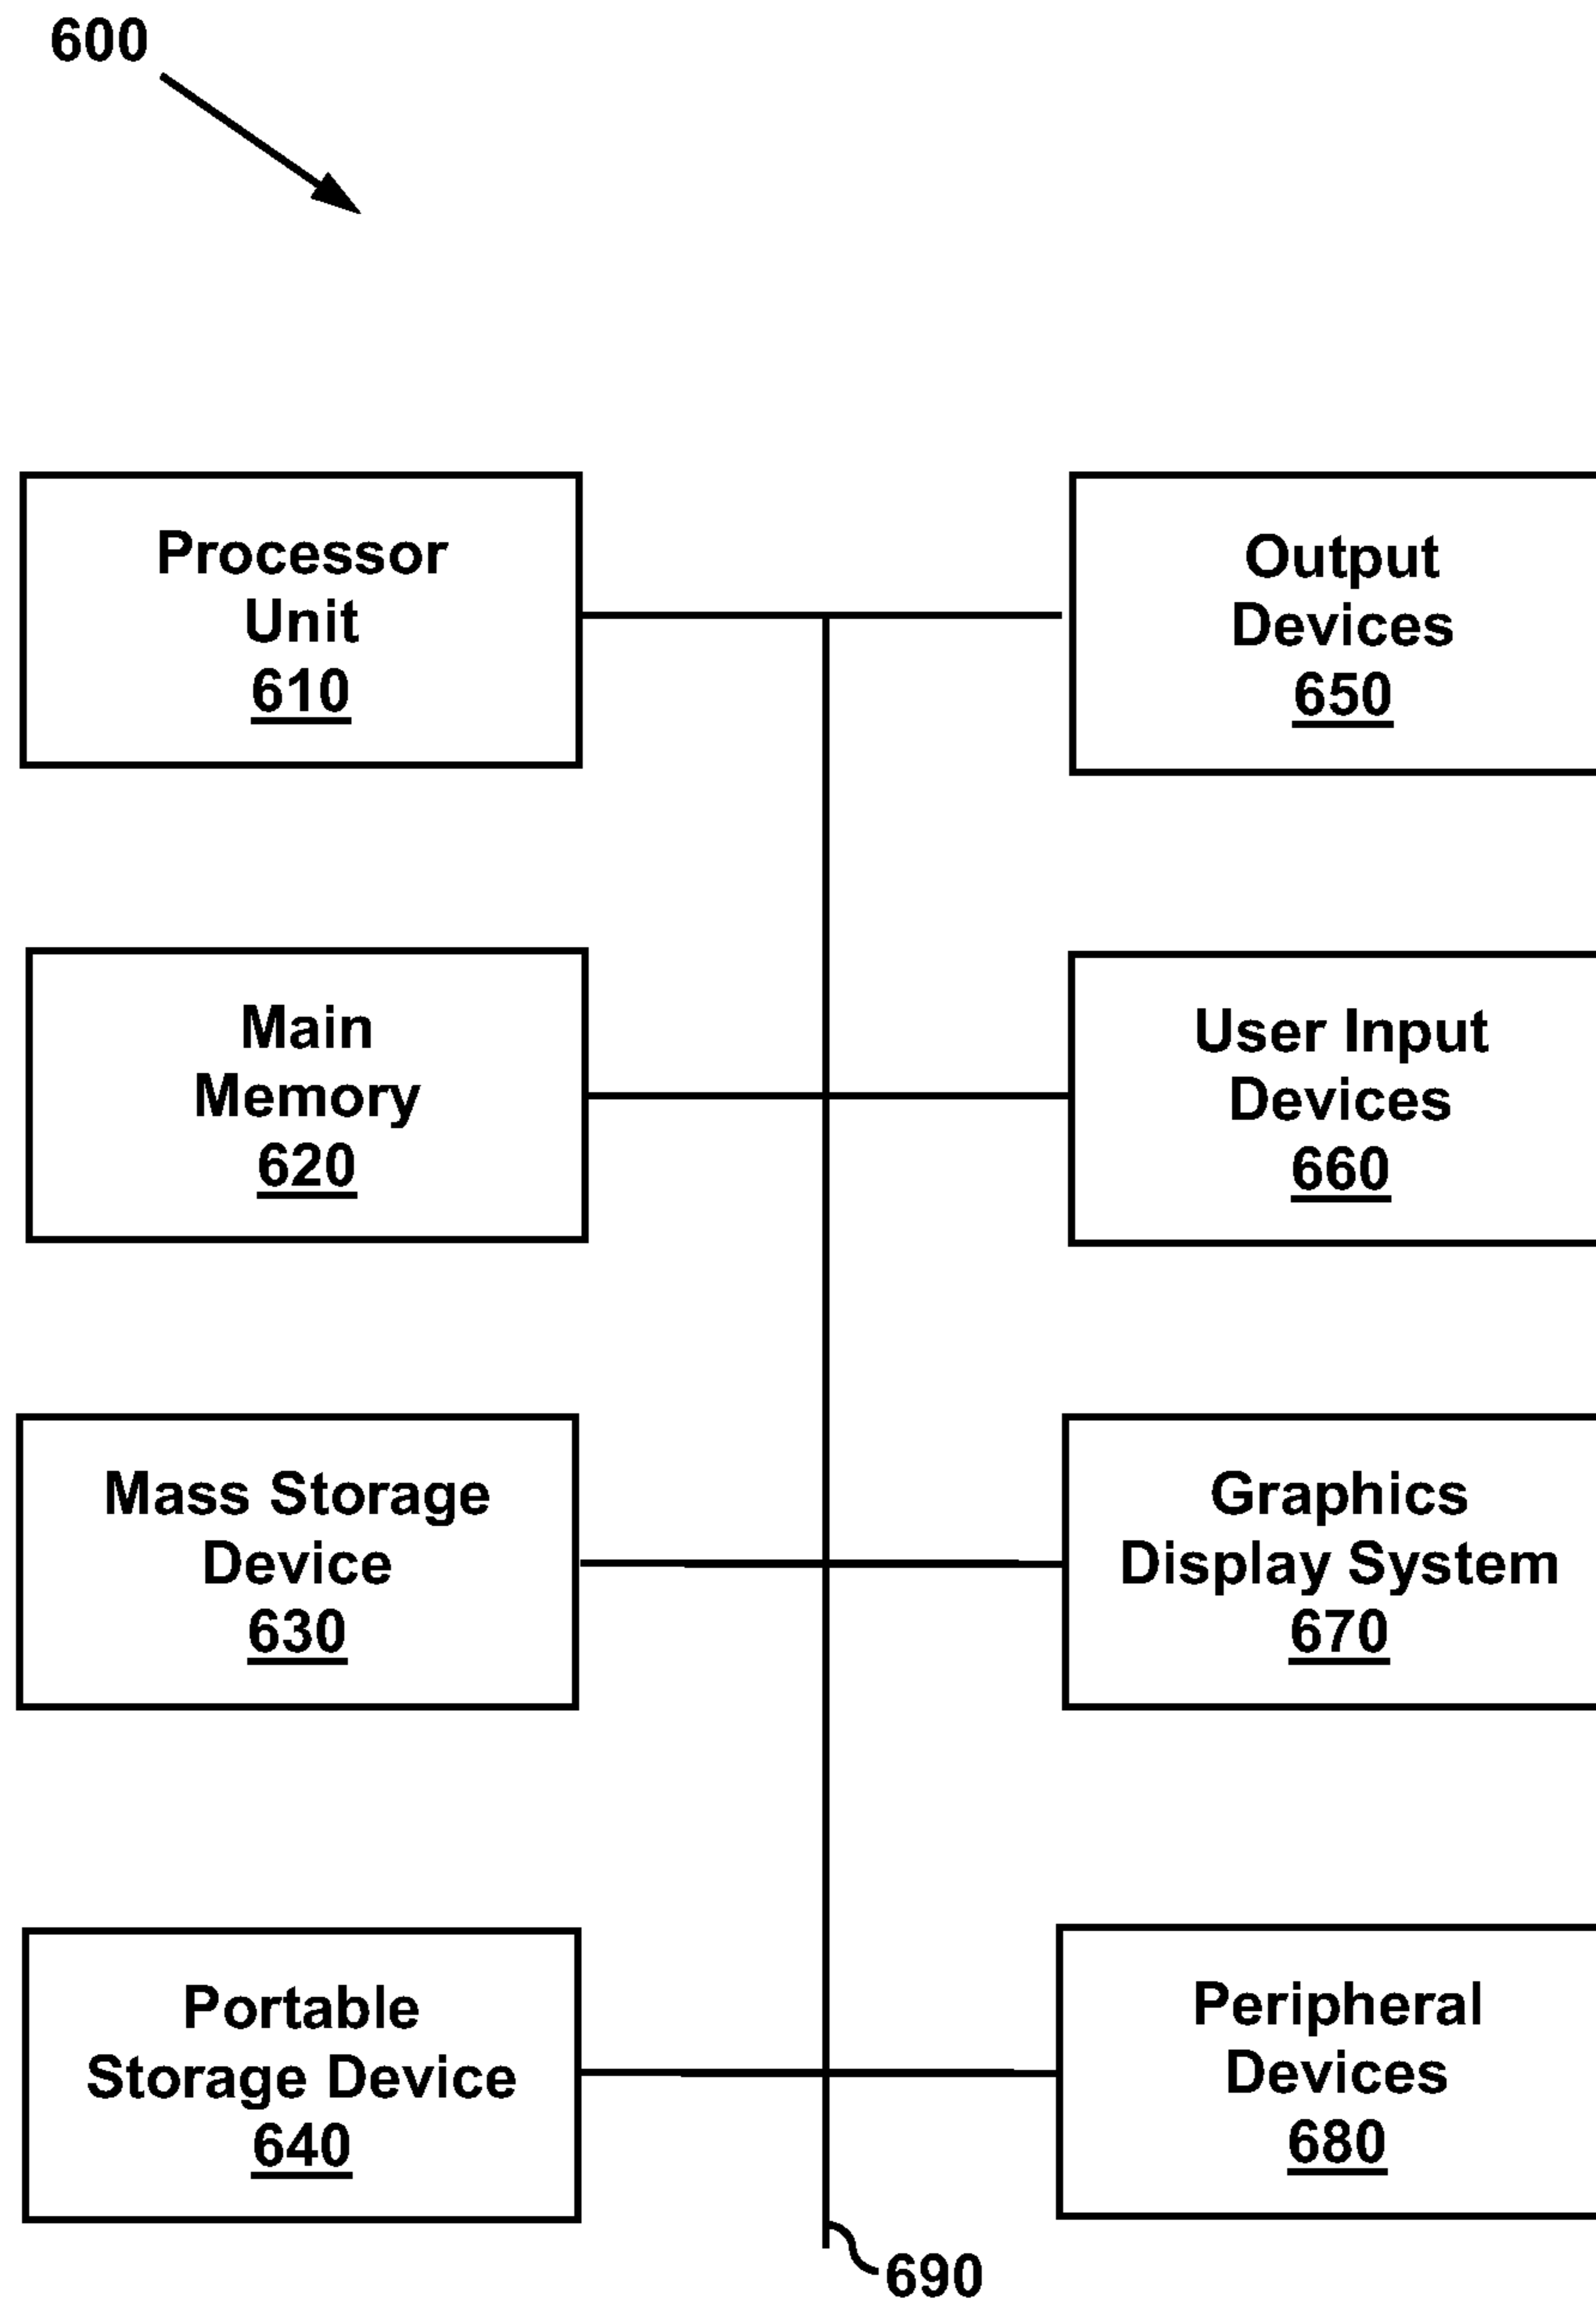 600
Processor
Unit
610
Output
Devices
650
Main
Memory
620
User Input
Devices
660
Mass Storage
Device
630
Graphics
Display System
670
Portable
Storage Device
640
Peripheral
Devices
680
690